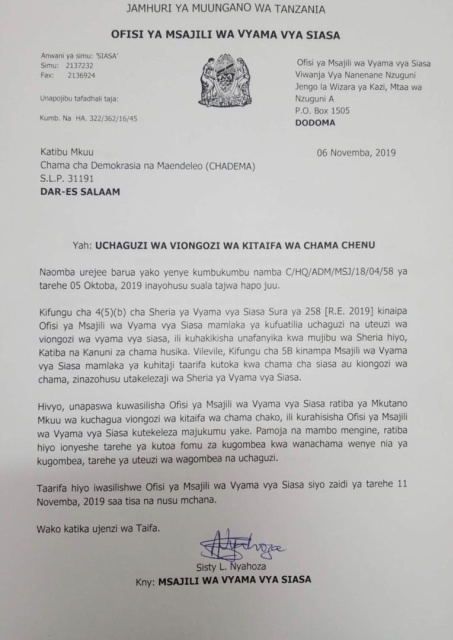 JAMHURI YA MUUNGANO WA TANZANIA
OFISI YA MSAJILI WA VYAMA VYA SIASA
Anwani ya simu: 'SIASA'
Simu: 2137232
Fax: 2136924
Unapojibu tafadhali taja:
Kumb. Na HA. 322/362/16/45
Ofisi ya Msajili wa Vyama vya Siasa
Viwanja Vya Nanenane Nzuguni
Jengo la Wizara ya Kazi, Mtaa wa
Nzuguni A
P.O. Box 1505
DODOMA
Katibu Mkuu
Chama cha Demokrasia na Maendeleo (CHADEMA)
S.L.P. 31191
DAR-ES SALAAM
06 Novemba, 2019
Yah: UCHAGUZI WA VIONGOZI WA KITAIFA WA CHAMA CHENU
Naomba urejee barua yako yenye kumbukumbu namba C/HQ/ADM/MSJ/18/04/58 ya
tarehe 05 Oktoba, 2019 inayohusu suala tajwa hapo juu.
Kifungu cha 4(5)(b) cha Sheria ya Vyama vya Siasa Sura ya 258 [R.E. 2019] kinaipa
Ofisi ya Msajili wa Vyama vya Siasa mamlaka ya kufuatilia uchaguzi na uteuzi wa
viongozi wa vyama vya siasa, ili kuhakikisha unafanyika kwa mujibu wa Sheria hiyo,
Katiba na Kanuni za chama husika. Vilevile, Kifungu cha 5B kinampa Msajili wa Vyama
vya Siasa mamlaka ya kuhitaji taarifa kutoka kwa chama cha siasa au kiongozi wa
chama, zinazohusu utakelezaji wa Sheria ya Vyama vya Siasa.
Hivyo, unapaswa kuwasilisha Ofisi ya Msajili wa Vyama vya Siasa ratiba ya Mkutano
Mkuu wa kuchagua viongozi wa kitaifa wa chama chako, ili kurahisisha Ofisi ya Msajili
wa Vyama vya Siasa kutekeleza majukumu yake. Pamoja na mambo mengine, ratiba
hiyo ionyeshe tarehe ya kutoa fomu za kugombea kwa wanachama wenye nia ya
kugombea, tarehe ya uteuzi wa wagombea na uchaguzi.
Taarifa hiyo iwasilishwe Ofisi ya Msajili wa Vyama vya Siasa siyo zaidi ya tarehe 11
Novemba, 2019 saa tisa na nusu mchana.
Wako katika ujenzi wa Taifa.
Sisty L. Nyahoza
Kny: MSAJILI WA VYAMA VYA SIASA